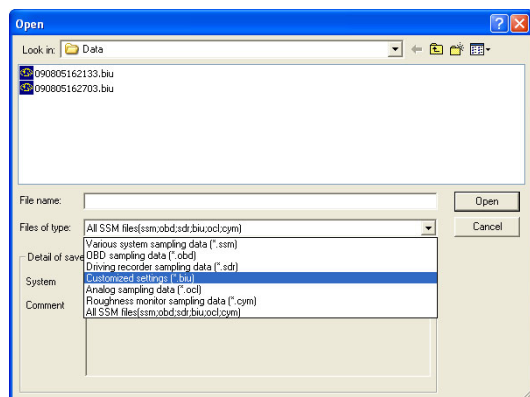 Open
Look in: Data
090805162133.biu
090805162703.biu
File name:
Open
Files of type: All SSM files(ssm;obd;sdr;biu;ocl;cym)
Cancel
Various system sampling data (*.ssm)
OBD sampling data (*.obd)
Driving recorder sampling data (*.sdr)
Customized settings (*.biu)
Analog sampling data (*.ocl)
Roughness monitor sampling data (*.cym)
All SSM files(ssm;obd;sdr;biu;ocl;cym)
Detail of save
System
Comment